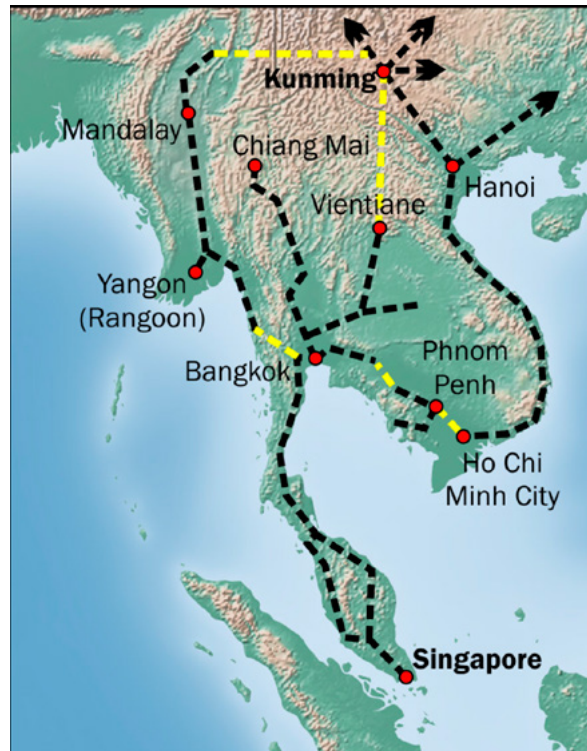 Kunming
Mandalay
Chiang Mai
Hanoi
Vientiane
Yangon
(Rangoon)
Bangkok
Phnom
Penh
Ho Chi
Minh City
Singapore